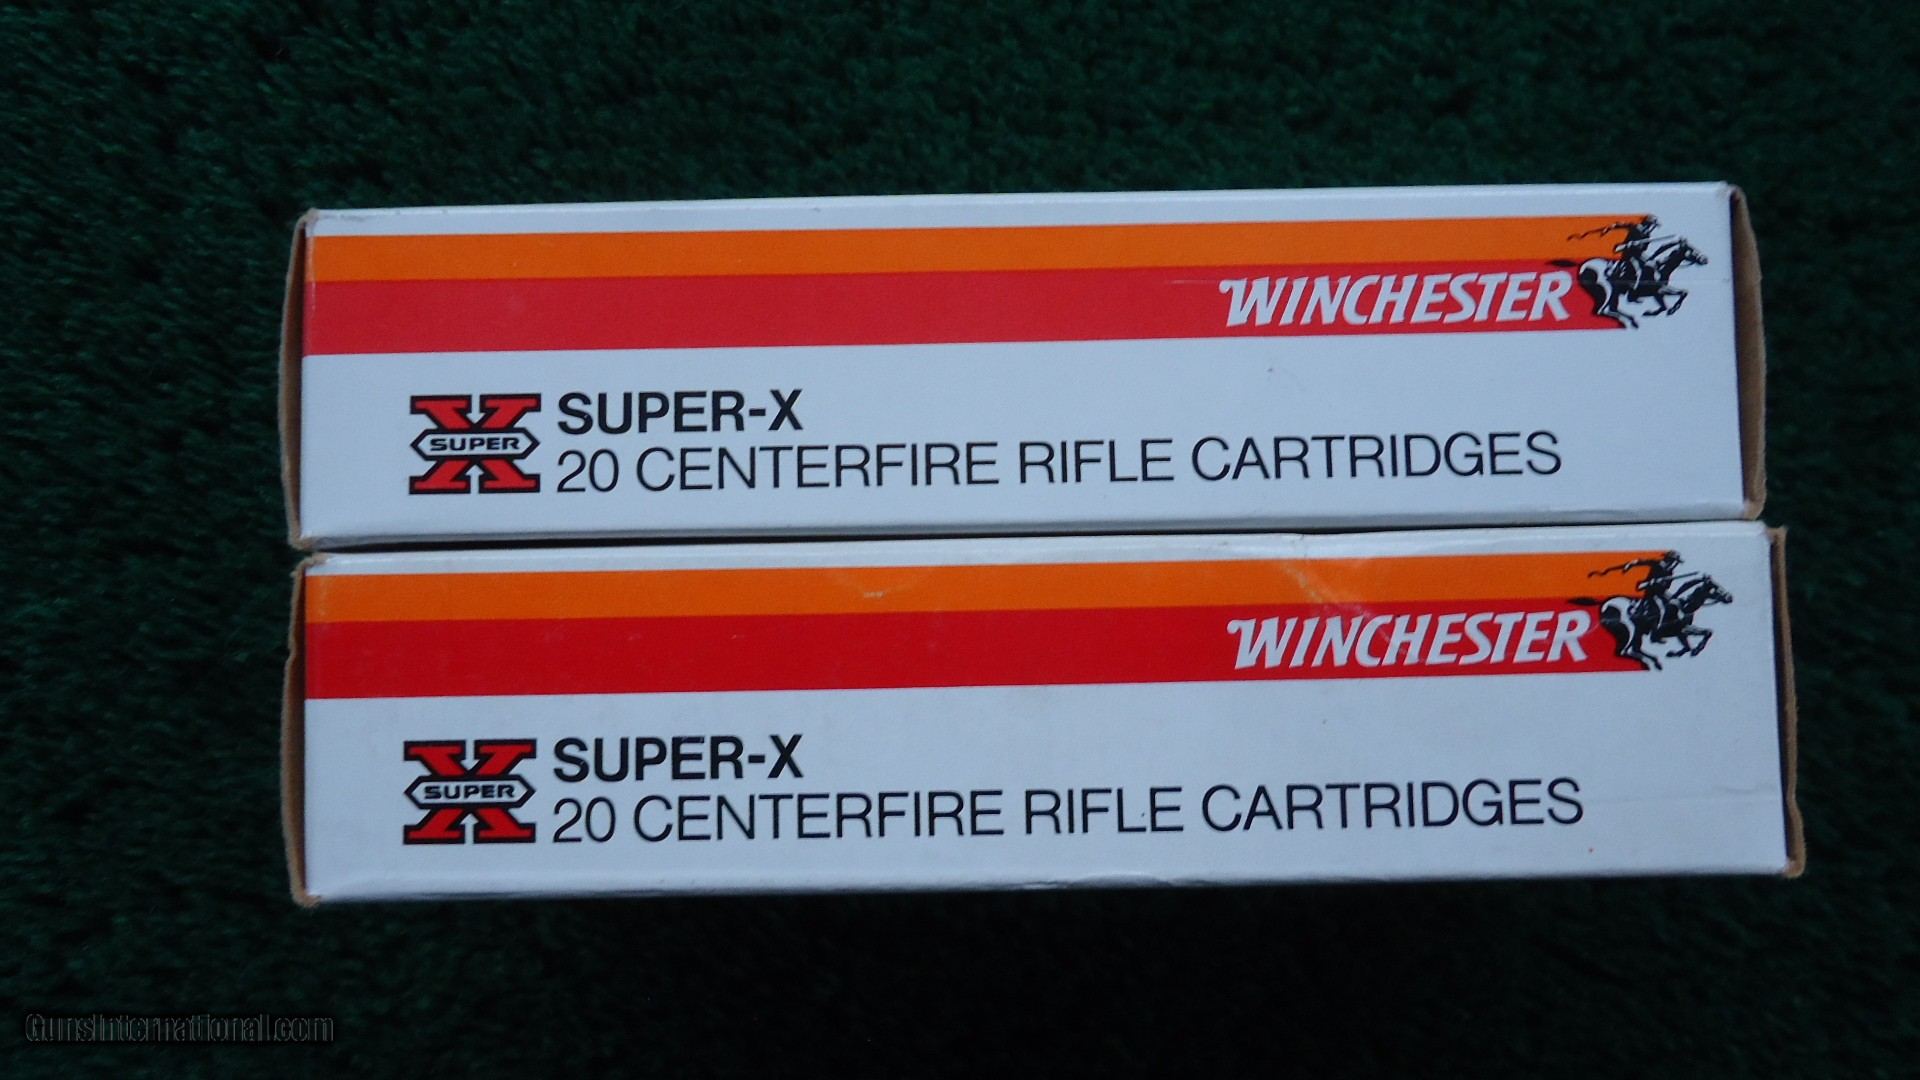 WINCHESTER
SUPER
SUPER-X
20 CENTERFIRE RIFLE CARTRIDGES
WINCHESTER
SUPER
SUPER-X
20 CENTERFIRE RIFLE CARTRIDGES
GunsInternational.com